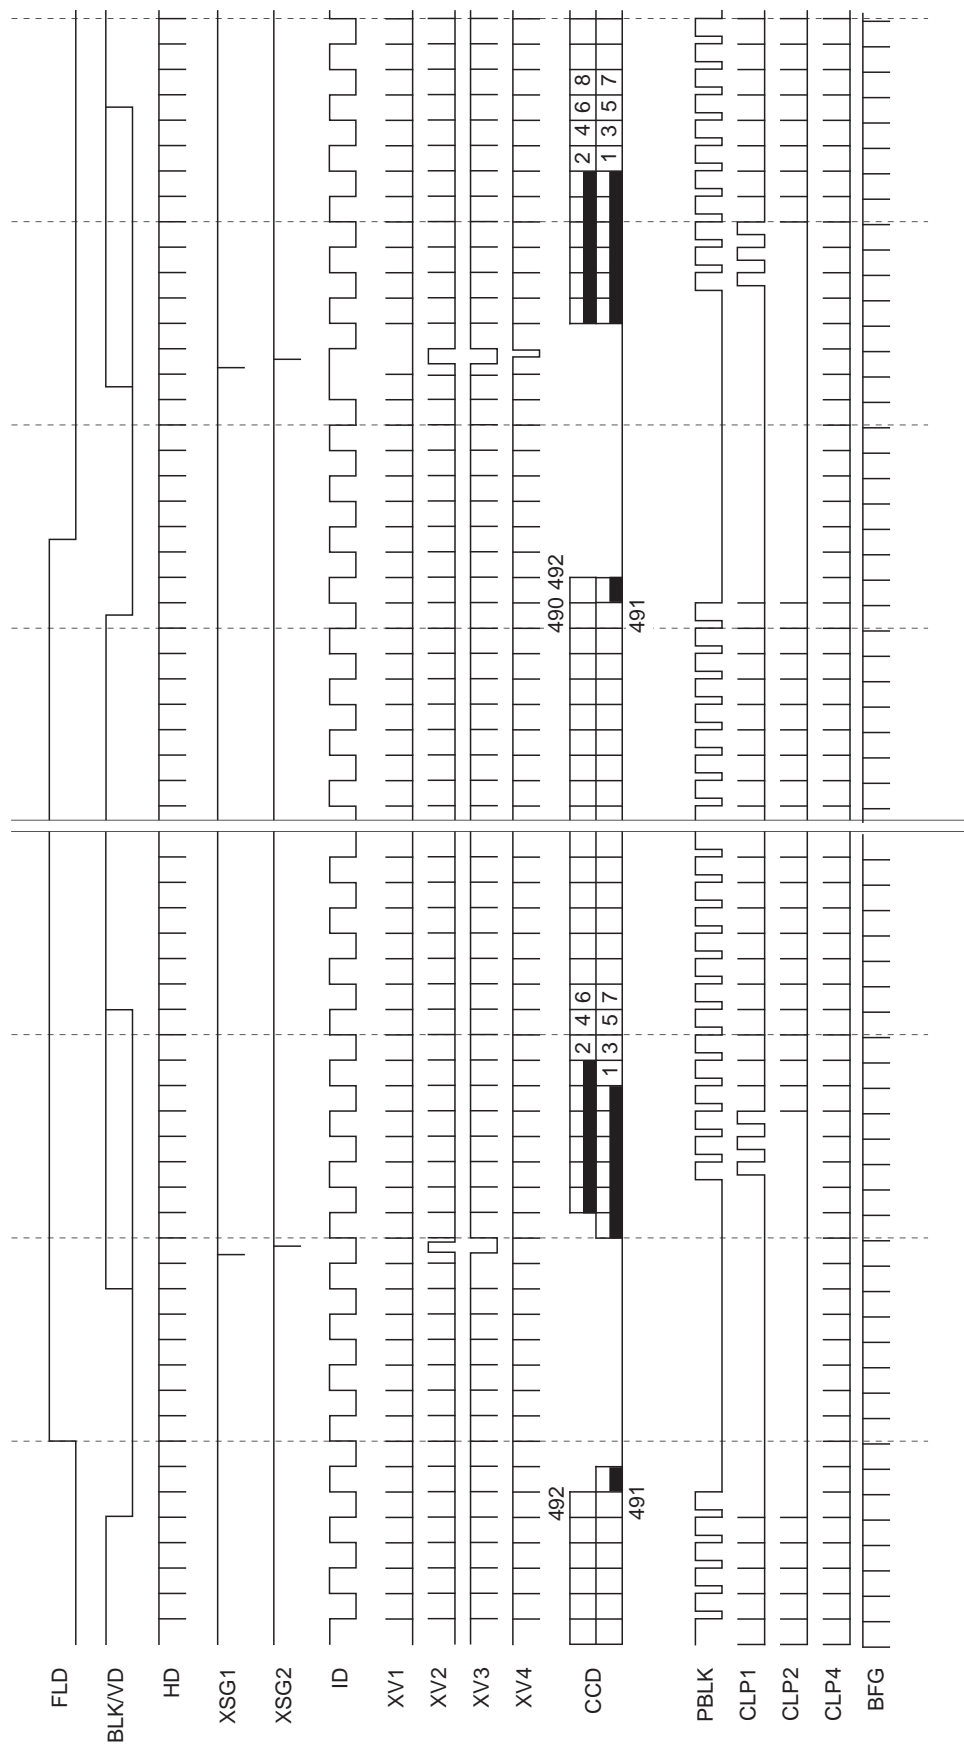 FLD
BLK/VD
HD
XSG1
XSG2
ID
XV1
XV2
XV3
XV4
492
490 492
CCD
2 4 6
2 4 6 8
1 3 5 7
1 3 5 7
491
491
PBLK
CLP1
CLP2
CLP4
BFG